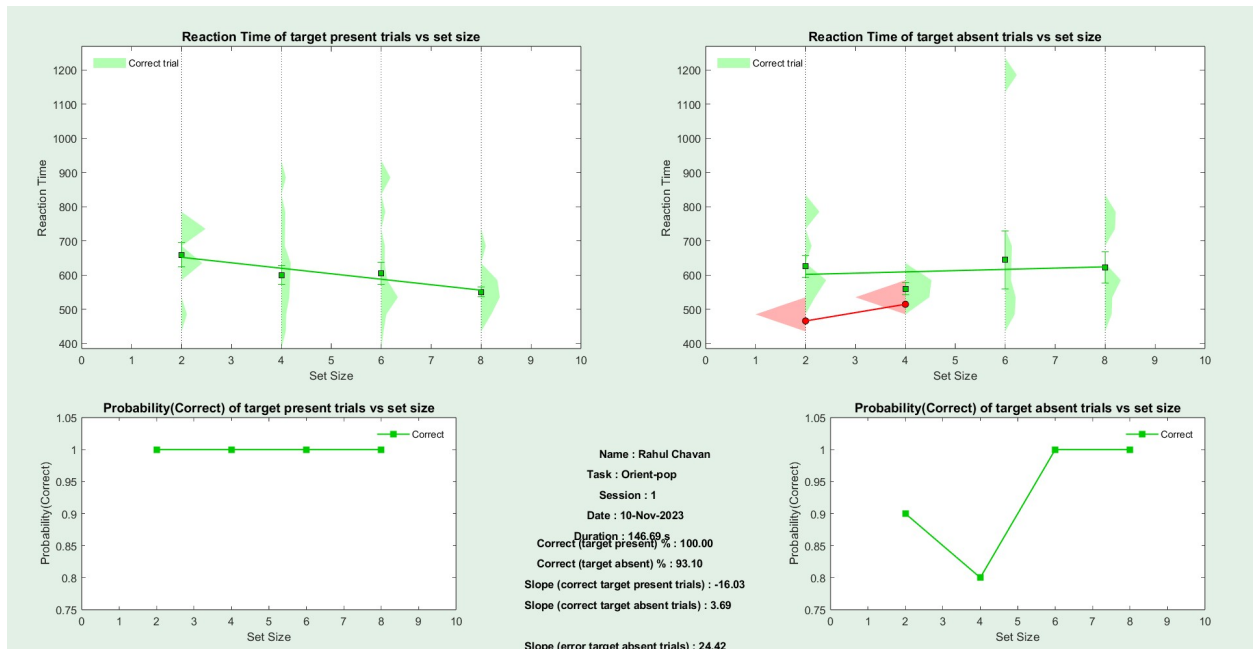 Reaction Time of target present trials vs set size
Correct trial
1200
1100
1000
900
800
700
600
500
400
Reaction Time
0 1 2 3 4 5 6 7 8 9 10
Set Size
Reaction Time of target absent trials vs set size
Correct trial
1200
1100
1000
900
800
700
600
500
400
Reaction Time
0 1 2 3 4 5 6 7 8 9 10
Set Size
Probability(Correct) of target present trials vs set size
Correct
1.05
1
0.95
0.9
0.85
0.8
0.75
Probability(Correct)
0 1 2 3 4 5 6 7 8 9 10
Set Size
Name : Rahul Chavan
Task : Orient-pop
Session : 1
Date : 10-Nov-2023
Duration : 146.69 s
Correct (target present) % : 100.00
Correct (target absent) % : 93.10
Slope (correct target present trials) : -16.03
Slope (correct target absent trials) : 3.69
Slope (error target absent trials) : 24.42
Probability(Correct) of target absent trials vs set size
Correct
1.05
1
0.95
0.9
0.85
0.8
0.75
Probability(Correct)
0 1 2 3 4 5 6 7 8 9 10
Set Size